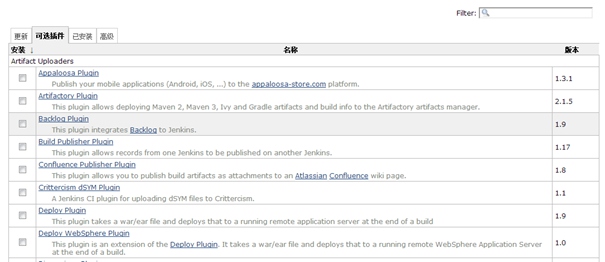 Filter:
更新 可选插件 已安装 高级
安装 ↓ 名称 版本
Artifact Uploaders
Appaloosa Plugin
Publish your mobile applications (Android, iOS, ...) to the appaloosa-store.com platform.
1.3.1
Artifactory Plugin
This plugin allows deploying Maven 2, Maven 3, Ivy and Gradle artifacts and build info to the Artifactory artifacts manager.
2.1.5
Backlog Plugin
This plugin integrates Backlog to Jenkins.
1.9
Build Publisher Plugin
This plugin allows records from one Jenkins to be published on another Jenkins.
1.17
Confluence Publisher Plugin
This plugin allows you to publish build artifacts as attachments to an Atlassian Confluence wiki page.
1.8
Crittercism dSYM Plugin
A Jenkins CI plugin for uploading dSYM files to Crittercism.
1.1
Deploy Plugin
This plugin takes a war/ear file and deploys that to a running remote application server at the end of a build
1.9
Deploy WebSphere Plugin
This plugin is an extension of the Deploy Plugin. It takes a war/ear file and deploys that to a running remote WebSphere Application Server
at the end of a build.
1.0